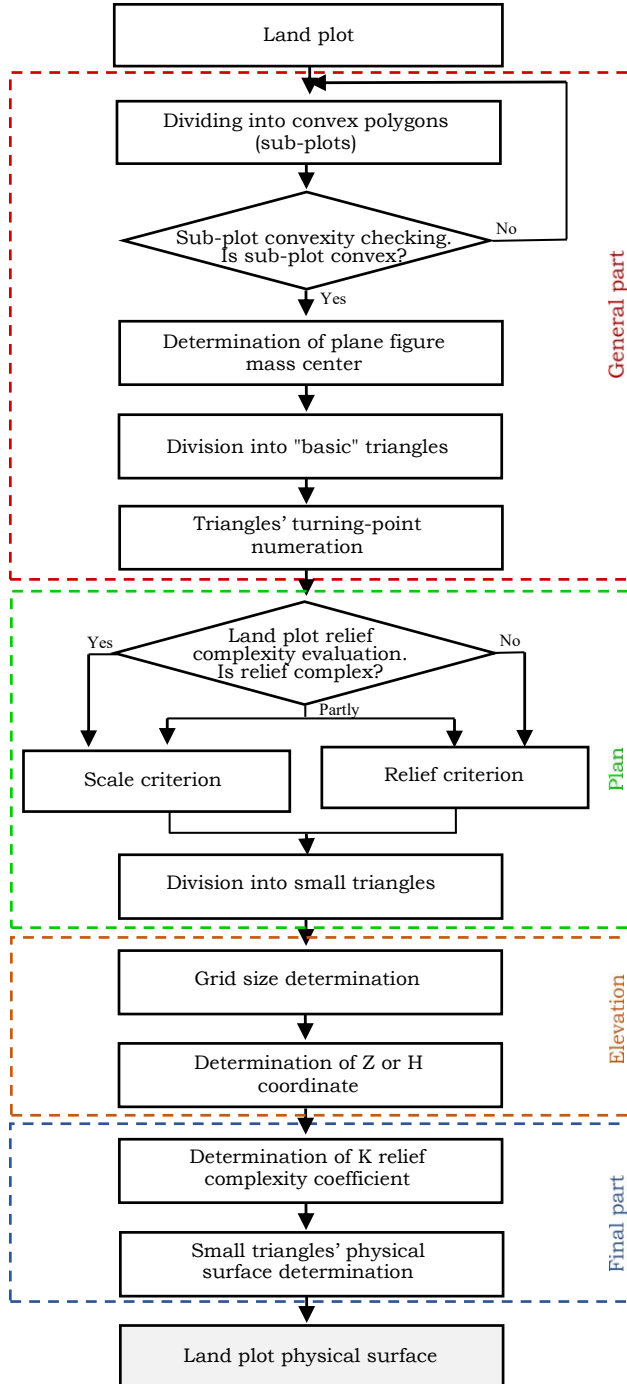 Land plot
Dividing into convex polygons
(sub-plots)
Sub-plot convexity checking.
Is sub-plot convex?
No
Yes
Determination of plane figure
mass center
Division into "basic" triangles
Triangles’ turning-point
numeration
General part
Land plot relief
complexity evaluation.
Is relief complex?
Yes
No
Partly
Scale criterion
Relief criterion
Division into small triangles
Plan
Grid size determination
Determination of Z or H
coordinate
Elevation
Determination of K relief
complexity coefficient
Small triangles’ physical
surface determination
Final part
Land plot physical surface